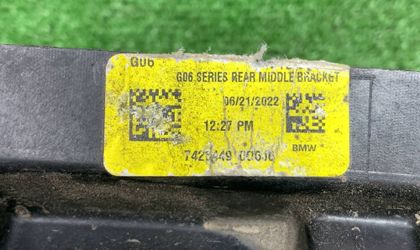 G06
G06 SERIES REAR MIDDLE BRACKET
06/21/2022
12:27 PM
BMW